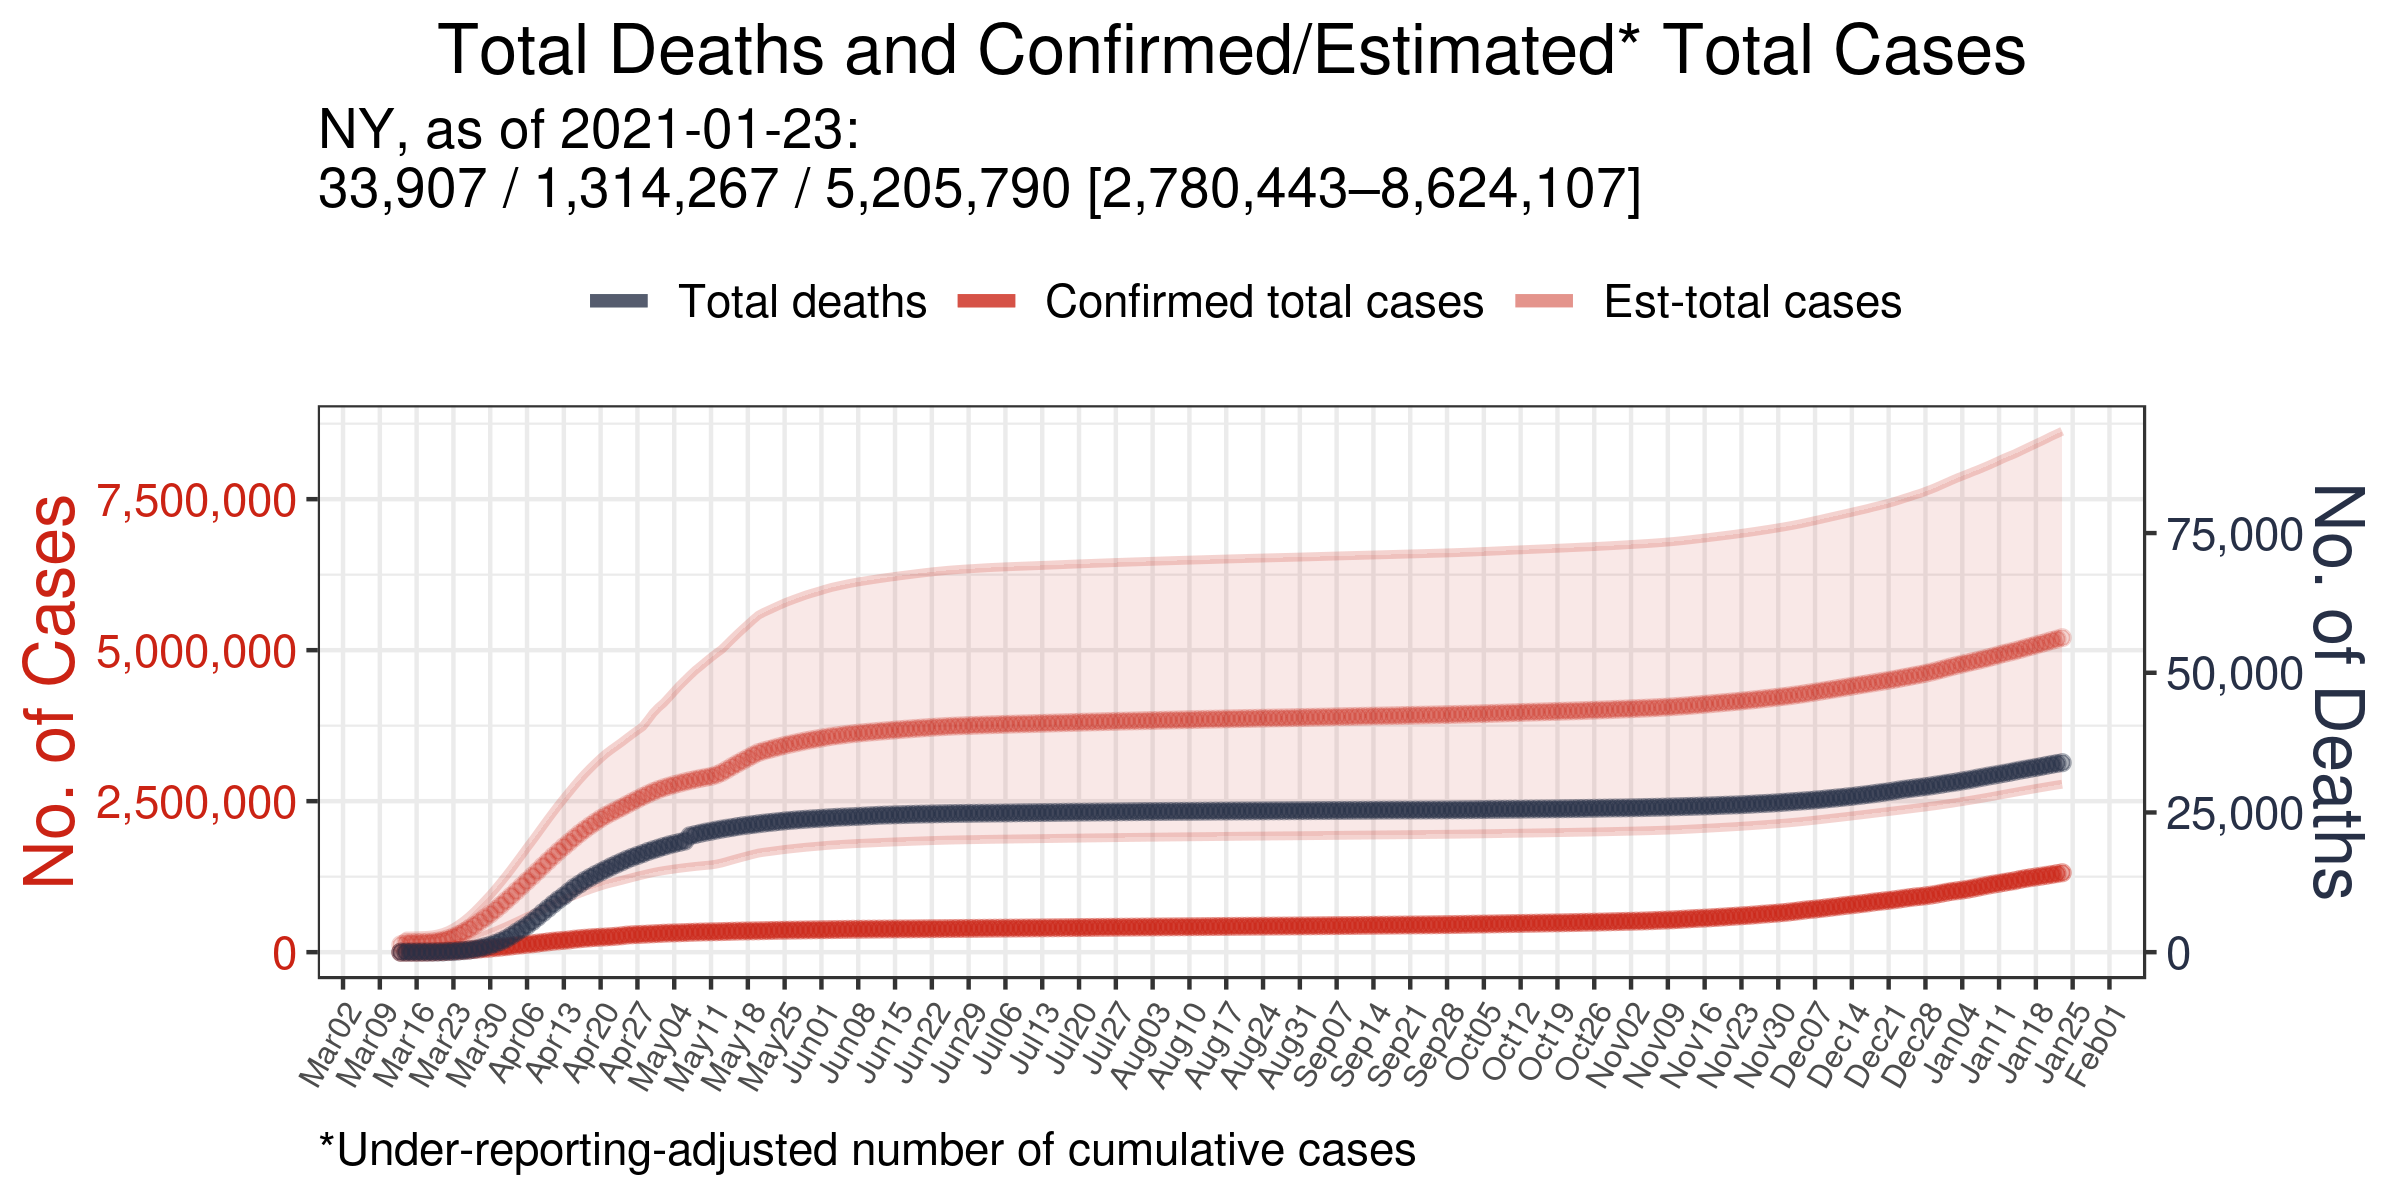 Total Deaths and Confirmed/Estimated* Total Cases
NY, as of 2021-01-23:
33,907 / 1,314,267 / 5,205,790 [2,780,443–8,624,107]
Total deaths
Confirmed total cases
Est-total cases
No. of Cases
7,500,000
5,000,000
2,500,000
0
75,000
50,000
25,000
0
No. of Deaths
Mar02
Mar09
Mar16
Mar23
Mar30
Apr06
Apr13
Apr20
Apr27
May04
May11
May18
May25
Jun01
Jun08
Jun15
Jun22
Jun29
Jul06
Jul13
Jul20
Jul27
Aug03
Aug10
Aug17
Aug24
Aug31
Sep07
Sep14
Sep21
Sep28
Oct05
Oct12
Oct19
Oct26
Nov02
Nov09
Nov16
Nov23
Nov30
Dec07
Dec14
Dec21
Dec28
Jan04
Jan11
Jan18
Jan25
Feb01
*Under-reporting-adjusted number of cumulative cases